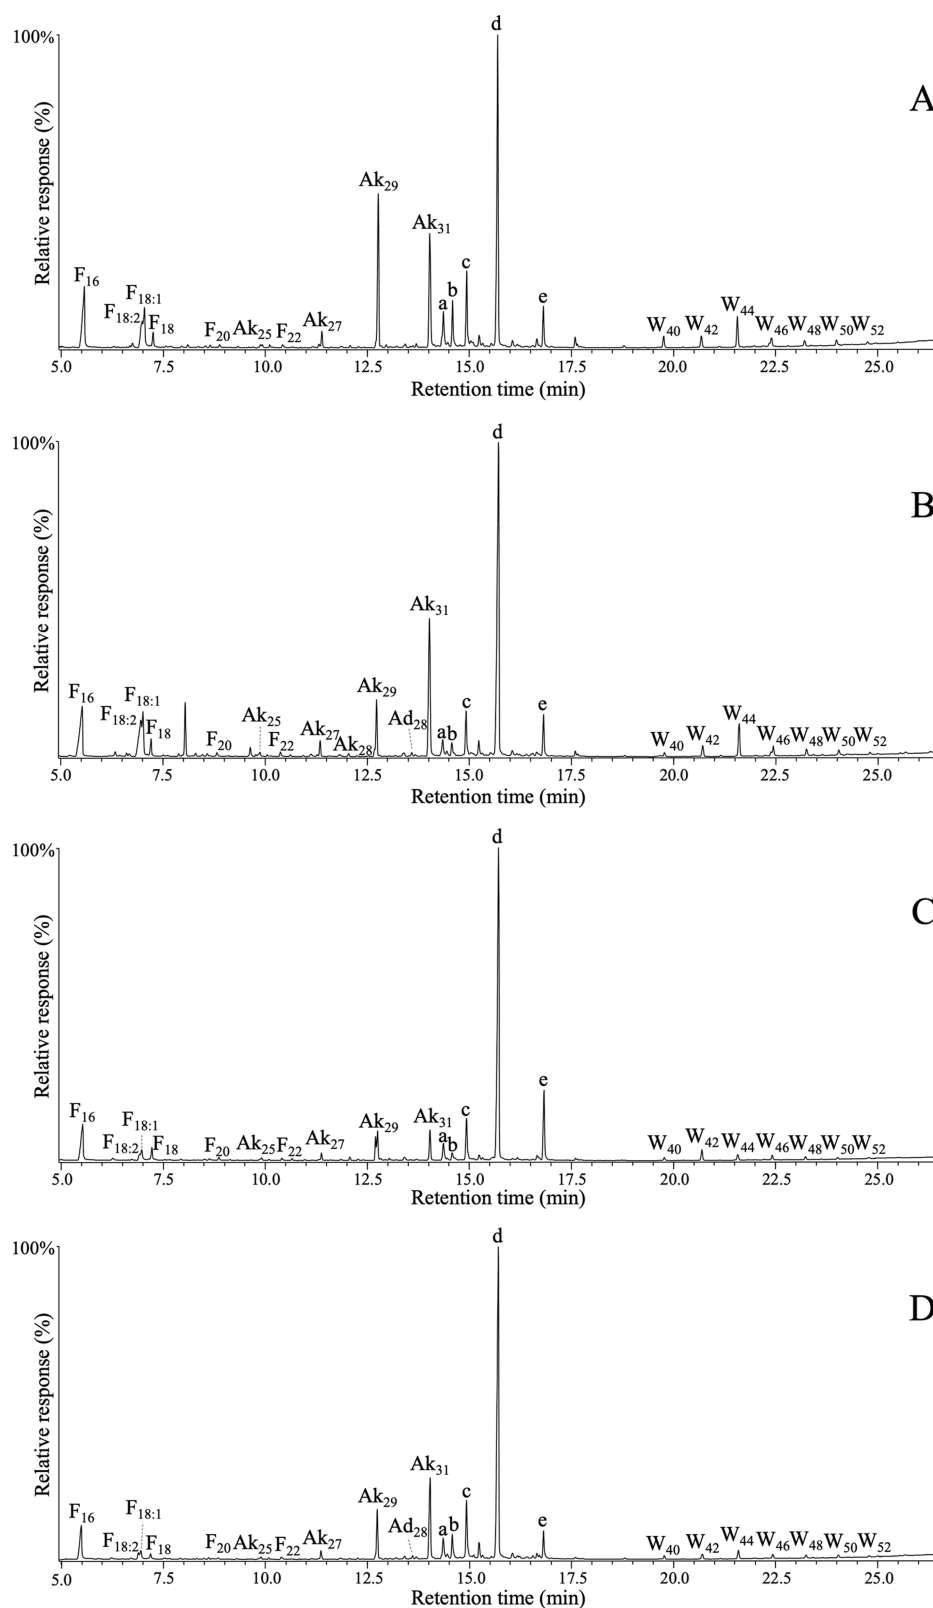 d
100%
A
Relative response (%)
Ak29
Ak31
c
F16
F18:1
b
a
e
W44
F18:2
F18
F20
Ak25
F22
Ak27
W40
W42
W46
W48
W50
W52
5.0 7.5 10.0 12.5 15.0 17.5 20.0 22.5 25.0
Retention time (min)
d
100%
B
Relative response (%)
Ak31
Ak29
F16
F18:1
c
e
W44
F18:2
F18
Ak25
Ad28
F20
F22
Ak27
Ak28
a
b
W40
W42
W46
W48
W50
W52
5.0 7.5 10.0 12.5 15.0 17.5 20.0 22.5 25.0
Retention time (min)
d
100%
C
Relative response (%)
e
F16
F18:1
c
Ak29
Ak31
F18:2
F18
F20
Ak25
F22
Ak27
a
b
W40
W42
W44
W46
W48
W50
W52
5.0 7.5 10.0 12.5 15.0 17.5 20.0 22.5 25.0
Retention time (min)
d
100%
D
Relative response (%)
Ak31
Ak29
c
F16
F18:1
Ad28
b
a
e
F18:2
F18
F20
Ak25
F22
Ak27
W40
W42
W44
W46
W48
W50
W52
5.0 7.5 10.0 12.5 15.0 17.5 20.0 22.5 25.0
Retention time (min)